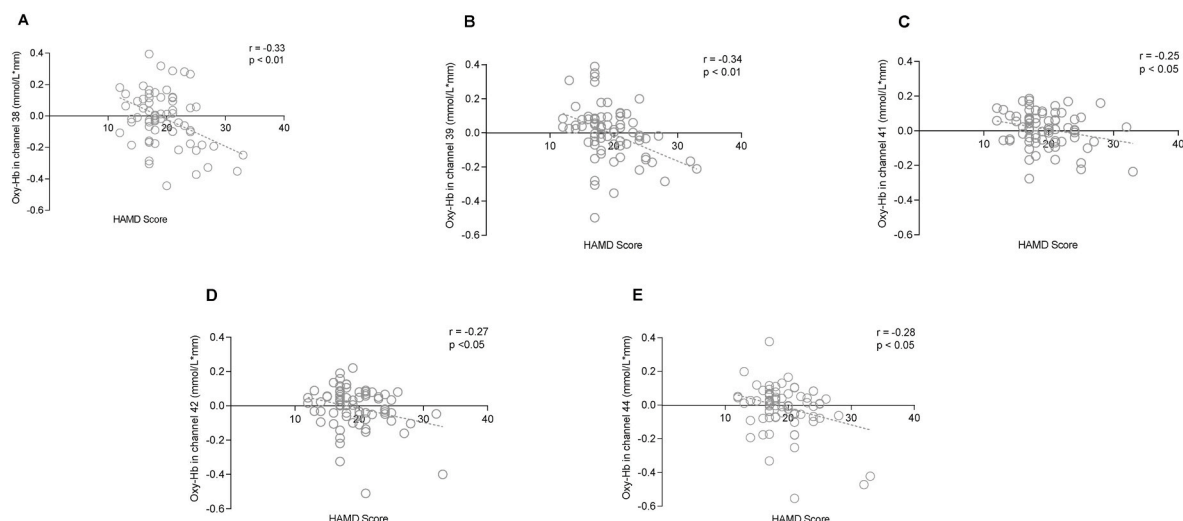 A
r = -0.33
p < 0.01
Oxy-Hb in channel 38 (mmol/L*mm)
0.4
0.2
0.0
-0.2
-0.4
-0.6
10
20
30
40
HAMD Score
B
r = -0.34
p < 0.01
Oxy-Hb in channel 39 (mmol/L*mm)
0.4
0.2
0.0
-0.2
-0.4
-0.6
10
20
30
40
HAMD Score
C
r = -0.25
p < 0.05
Oxy-Hb in channel 41 (mmol/L*mm)
0.4
0.2
0.0
-0.2
-0.4
-0.6
10
20
30
40
HAMD Score
D
r = -0.27
p <0.05
Oxy-Hb in channel 42 (mmol/L*mm)
0.4
0.2
0.0
-0.2
-0.4
-0.6
10
20
30
40
HAMD Score
E
r = -0.28
p < 0.05
Oxy-Hb in channel 44 (mmol/L*mm)
0.4
0.2
0.0
-0.2
-0.4
-0.6
10
20
30
40
HAMD Score